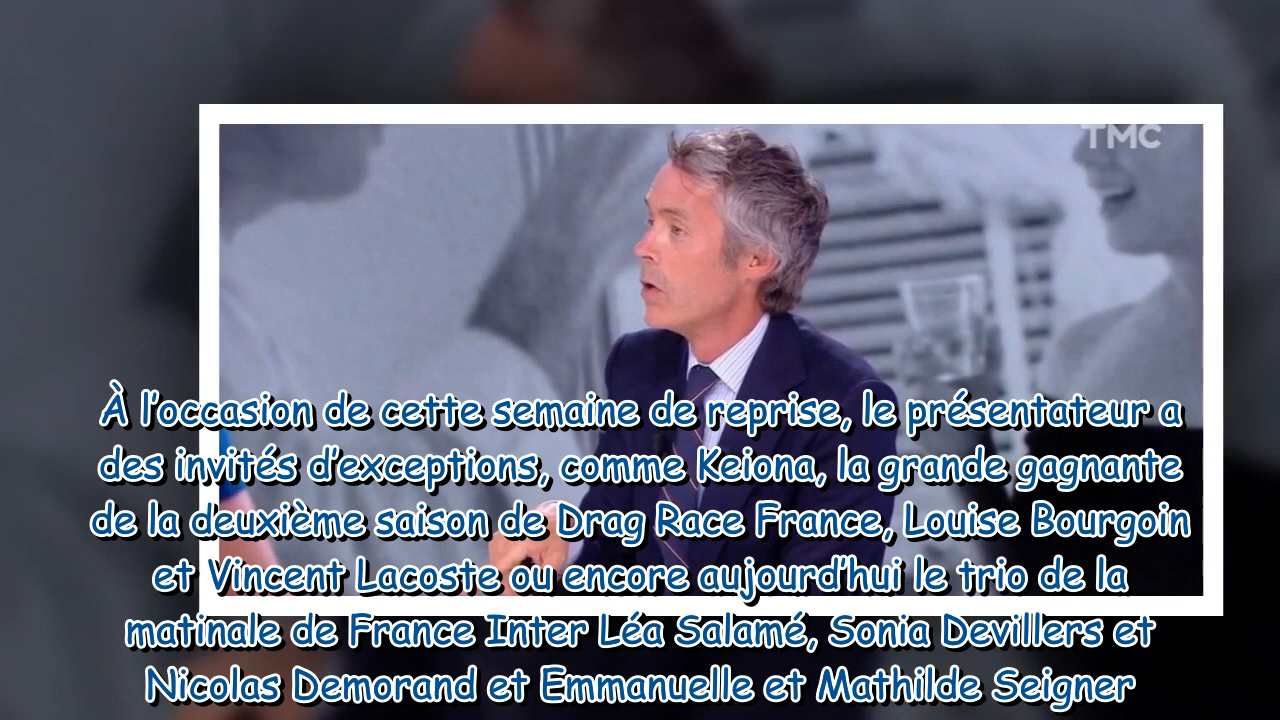 TMC
À l’occasion de cette semaine de reprise, le présentateur a
des invités d’exceptions, comme Keiona, la grande gagnante
de la deuxième saison de Drag Race France, Louise Bourgoin
et Vincent Lacoste ou encore aujourd’hui le trio de la
matinale de France Inter Léa Salamé, Sonia Devillers et
Nicolas Demorand et Emmanuelle et Mathilde Seigner